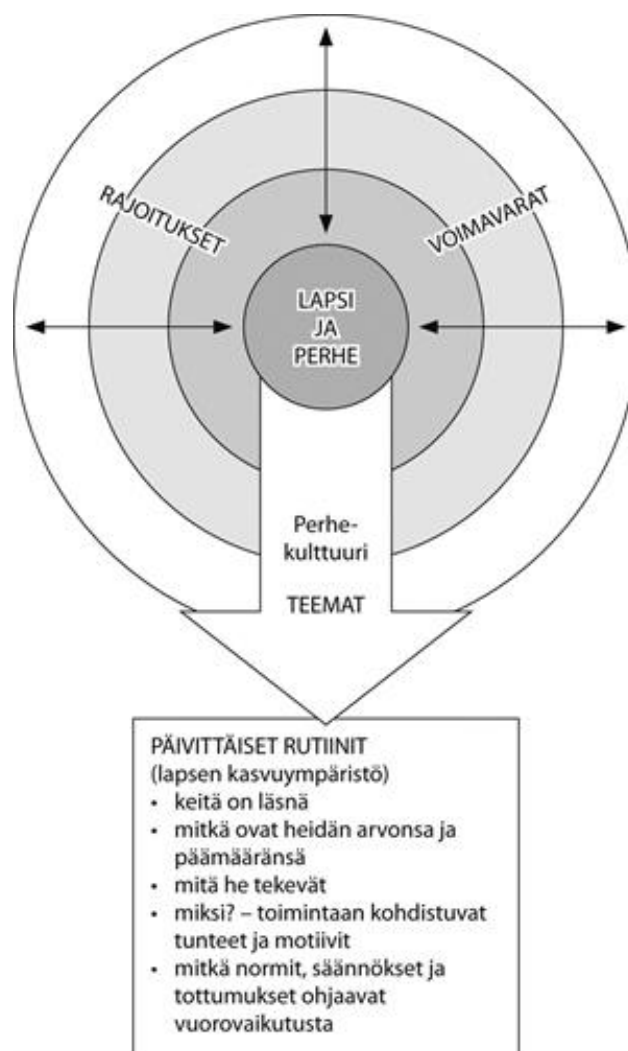 RAJOITUKSET
VOIMAVARAT
LAPSI
JA
PERHE
Perhe-
kulttuuri
TEEMAT
PÄIVITTÄISET RUTIINIT
(lapsen kasvuympäristö)
• keitä on läsnä
• mitkä ovat heidän arvonsa ja
päämääränsä
• mitä he tekevät
• miksi? – toimintaan kohdistuvat
tunteet ja motiivit
• mitkä normit, säännökset ja
tottumukset ohjaavat
vuorovaikutusta